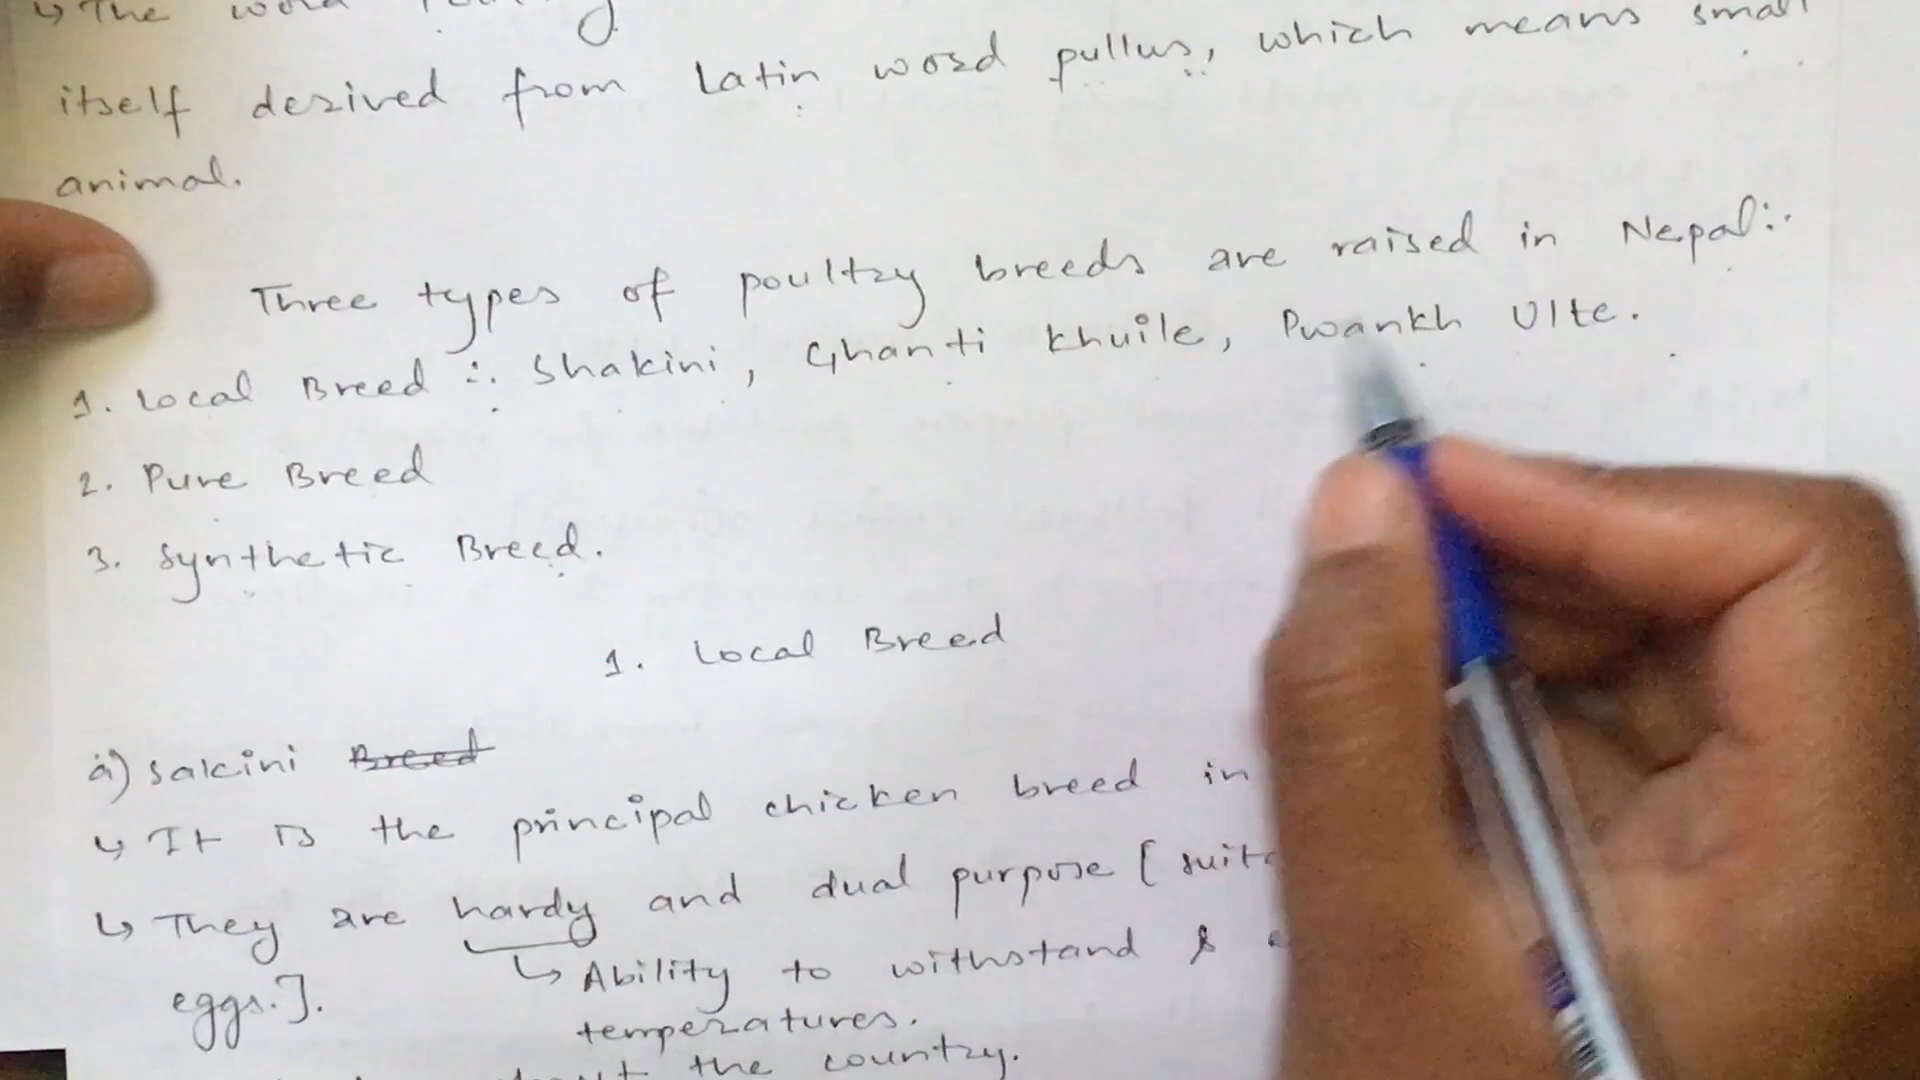 ↳ The word
itself derived from Latin word pullus, which means small
animal.
Three types of poultry breeds are raised in Nepal:-
1. Local Breed :- Shakini, Ghanti khuile, Pwankh Ulte.
2. Pure Breed
3. Synthetic Breed.
1. Local Breed
a) Sakini Breed
↳ It is the principal chicken breed in
↳ They are hardy and dual purpose [
↳ Ability to withstand &
eggs.].
temperatures.
the country.